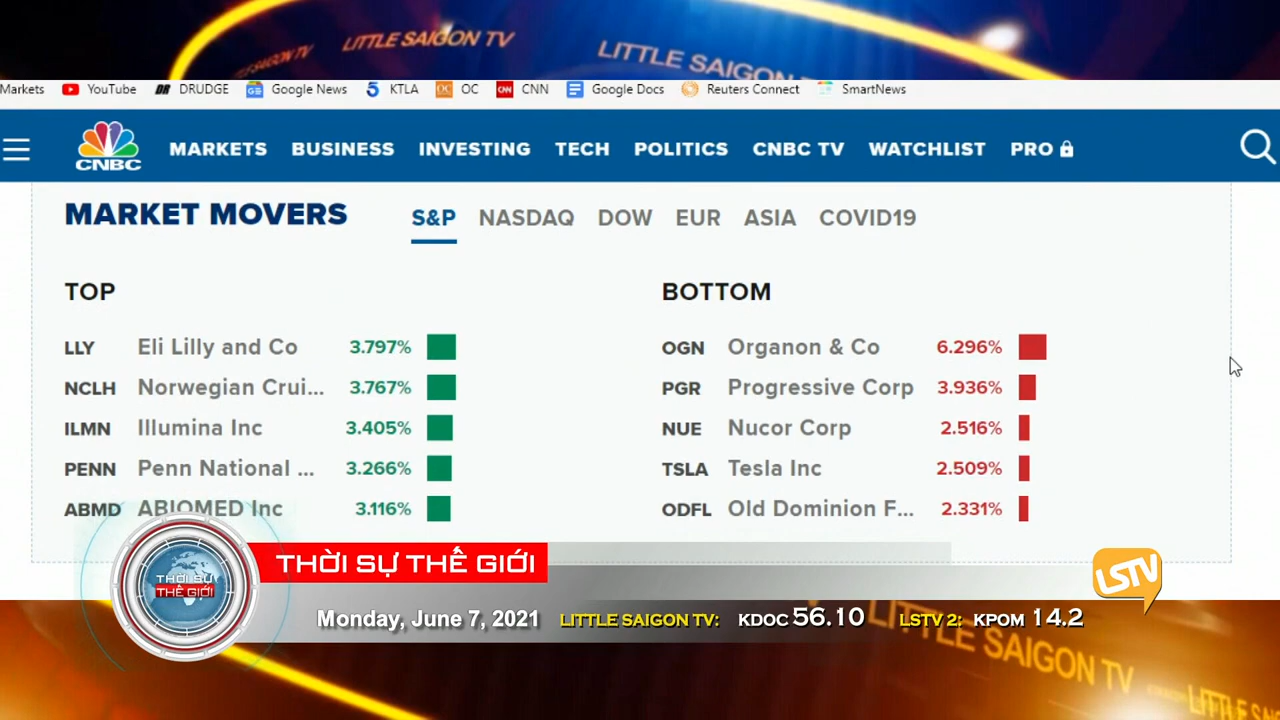 LITTLE SAIGON TV
LITTLE SAIGON TV
Markets YouTube DRUDGE Google News KTLA OC CNN Google Docs Reuters Connect SmartNews
CNBC MARKETS BUSINESS INVESTING TECH POLITICS CNBC TV WATCHLIST PRO
MARKET MOVERS S&P NASDAQ DOW EUR ASIA COVID19
TOP
LLY Eli Lilly and Co 3.797%
NCLH Norwegian Crui... 3.767%
ILMN Illumina Inc 3.405%
PENN Penn National ... 3.266%
ABMD ABIOMED Inc 3.116%
BOTTOM
OGN Organon & Co 6.296%
PGR Progressive Corp 3.936%
NUE Nucor Corp 2.516%
TSLA Tesla Inc 2.509%
ODFL Old Dominion F... 2.331%
THỜI SỰ THẾ GIỚI
THỜI SỰ
THẾ GIỚI
LSTV
Monday, June 7, 2021 LITTLE SAIGON TV: KDOC 56.10 LSTV 2: KPOM 14.2
LITTLE SAIGON TV